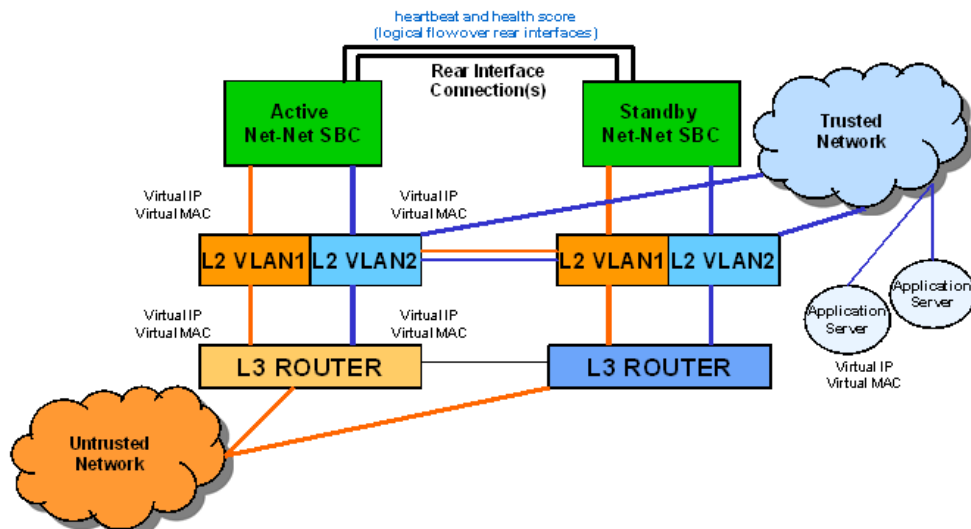 heartbeat and health score
(logical flow over rear interfaces)
Rear Interface
Connection(s)
Active
Net-Net SBC
Standby
Net-Net SBC
Trusted
Network
Virtual IP
Virtual MAC
Virtual IP
Virtual MAC
L2 VLAN1
L2 VLAN2
L2 VLAN1
L2 VLAN2
Application
Server
Application
Server
Virtual IP
Virtual MAC
Virtual IP
Virtual MAC
L3 ROUTER
L3 ROUTER
Virtual IP
Virtual MAC
Untrusted
Network